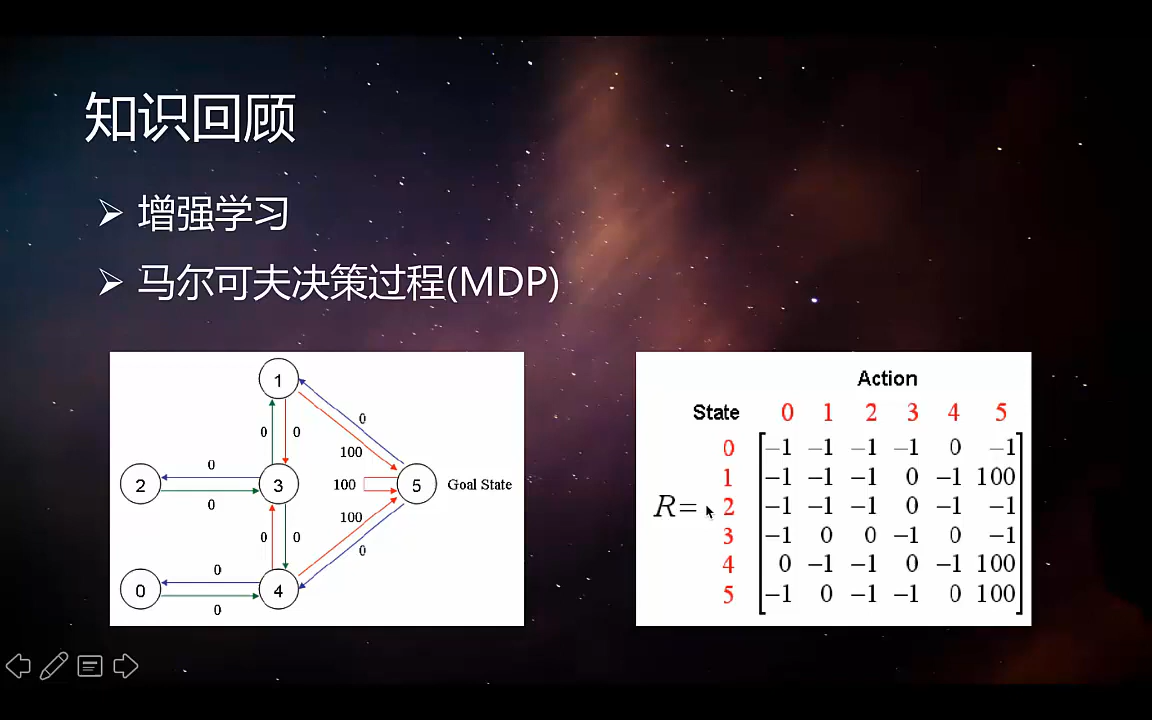 知识回顾
➢ 增强学习
➢ 马尔可夫决策过程(MDP)
1
0
0 0
100
0
2 3 100 5 Goal State
0
100
0 0
0
0
0 4
0
Action
State 0 1 2 3 4 5
0 −1 −1 −1 −1 0 −1
1 −1 −1 −1 0 −1 100
R= 2 −1 −1 −1 0 −1 −1
3 −1 0 0 −1 0 −1
4 0 −1 −1 0 −1 100
5 −1 0 −1 −1 0 100